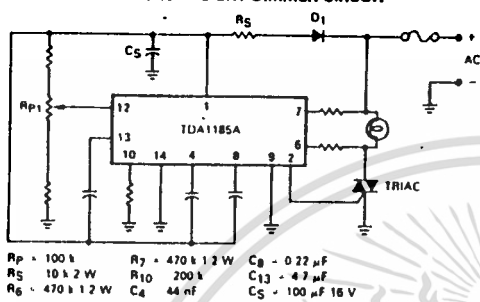 RS
D1
CS
+
AC
-
RP1
12
1
7
TDA1185A
13
6
10
14
4
8
9
2
TRIAC
RP = 100 k
R7 = 470 k 1 2 W
C8 = 0.22 µF
RS 10 k 2 W
R10 200 k
C13 = 4 7 µF
R6 = 470 k 1 2 W
C4 44 nF
CS = 100 µF 16 V